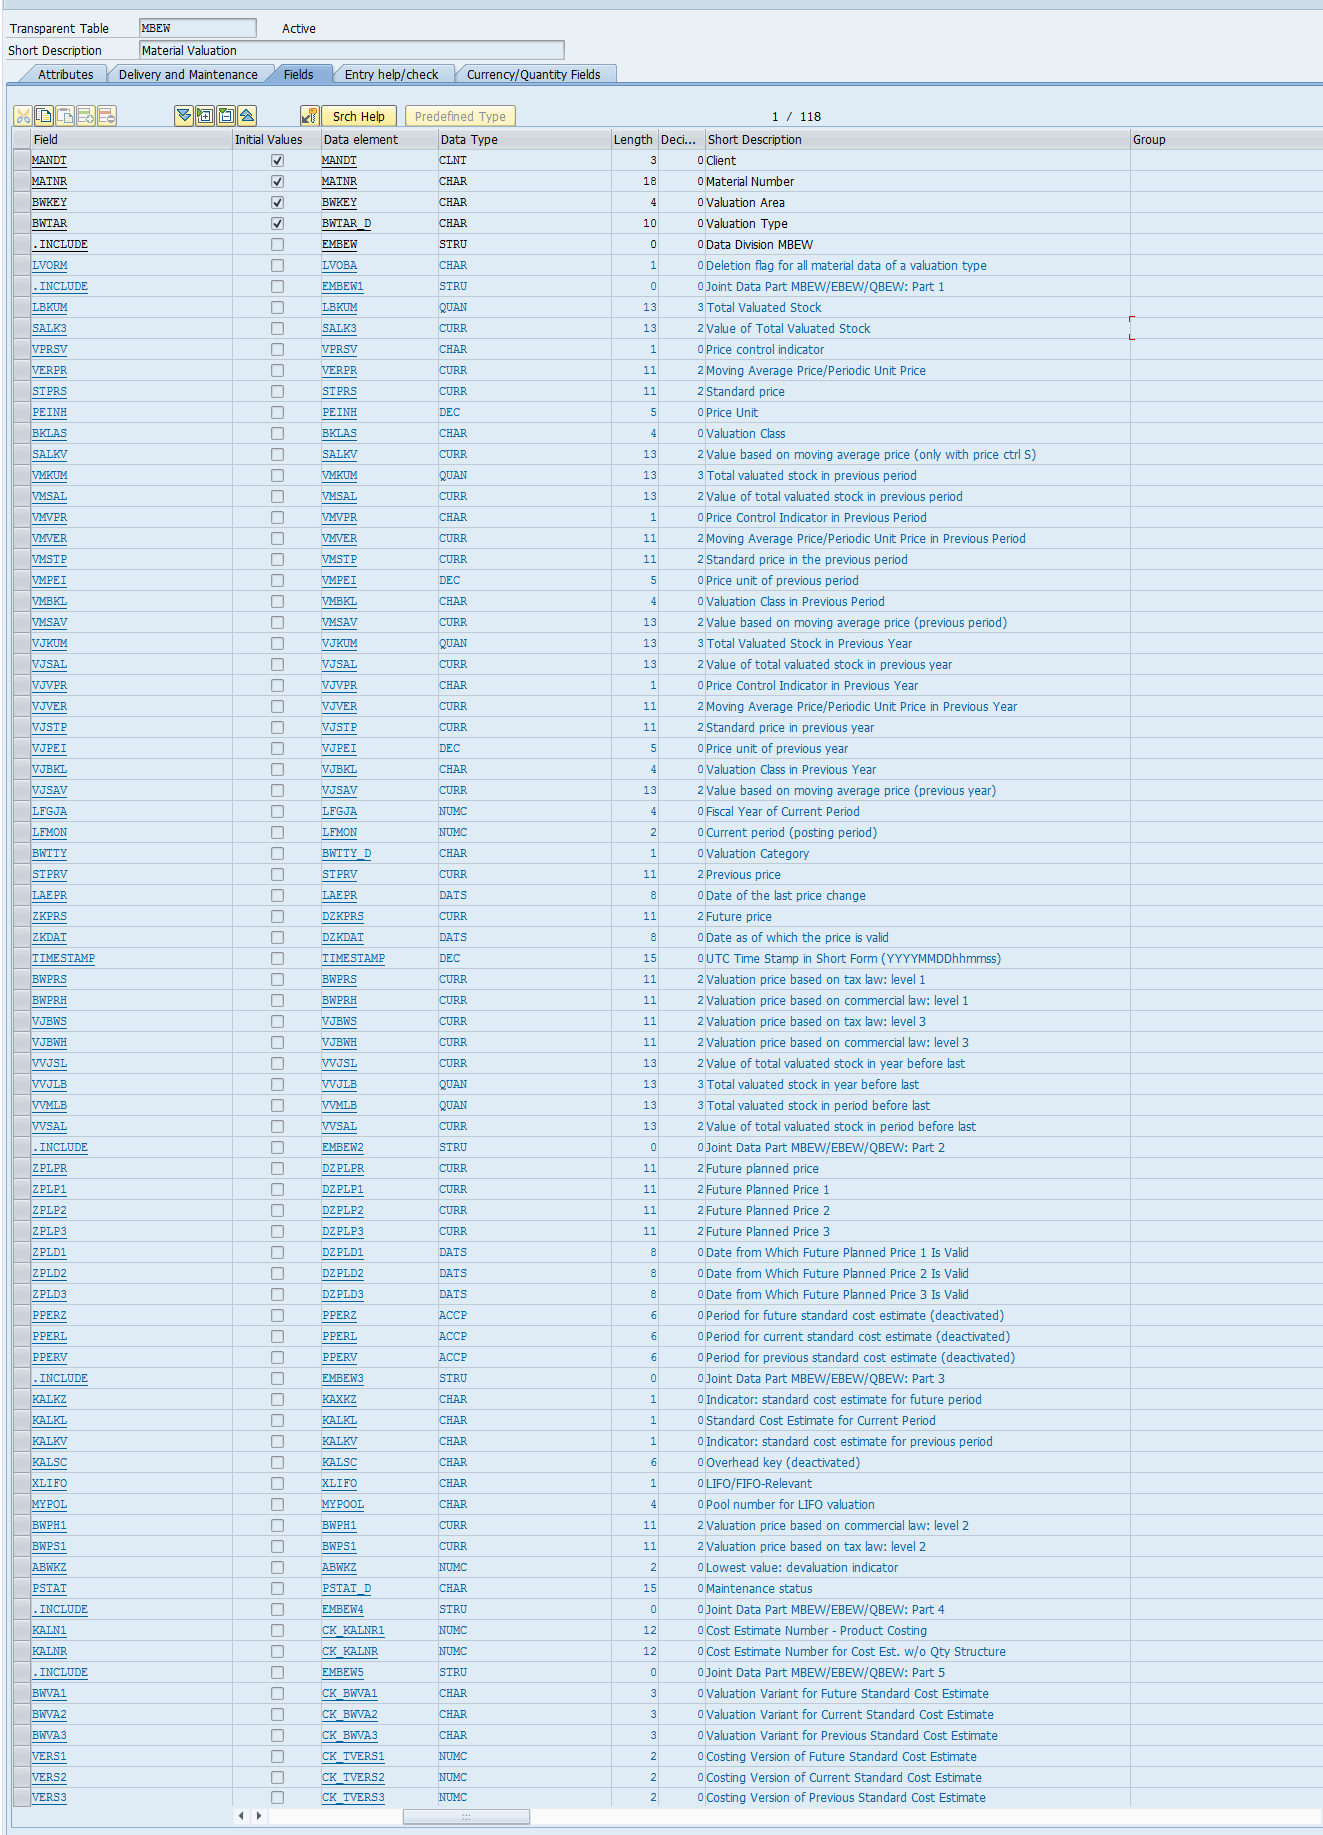 Transparent Table MBEW Active
Short Description Material Valuation
Attributes Delivery and Maintenance Fields Entry help/check Currency/Quantity Fields
Srch Help Predefined Type 1 / 118
Field Initial Values Data element Data Type Length Deci... Short Description Group
MANDT MANDT CLNT 3 0 Client
MATNR MATNR CHAR 18 0 Material Number
BWKEY BWKEY CHAR 4 0 Valuation Area
BWTAR BWTAR_D CHAR 10 0 Valuation Type
.INCLUDE EMBEW STRU 0 0 Data Division MBEW
LVORM LVOBA CHAR 1 0 Deletion flag for all material data of a valuation type
.INCLUDE EMBEW1 STRU 0 0 Joint Data Part MBEW/EBEW/QBEW: Part 1
LBKUM LBKUM QUAN 13 3 Total Valuated Stock
SALK3 SALK3 CURR 13 2 Value of Total Valuated Stock
VPRSV VPRSV CHAR 1 0 Price control indicator
VERPR VERPR CURR 11 2 Moving Average Price/Periodic Unit Price
STPRS STPRS CURR 11 2 Standard price
PEINH PEINH DEC 5 0 Price Unit
BKLAS BKLAS CHAR 4 0 Valuation Class
SALKV SALKV CURR 13 2 Value based on moving average price (only with price ctrl S)
VMKUM VMKUM QUAN 13 3 Total valuated stock in previous period
VMSAL VMSAL CURR 13 2 Value of total valuated stock in previous period
VMVPR VMVPR CHAR 1 0 Price Control Indicator in Previous Period
VMVER VMVER CURR 11 2 Moving Average Price/Periodic Unit Price in Previous Period
VMSTP VMSTP CURR 11 2 Standard price in the previous period
VMPEI VMPEI DEC 5 0 Price unit of previous period
VMBKL VMBKL CHAR 4 0 Valuation Class in Previous Period
VMSAV VMSAV CURR 13 2 Value based on moving average price (previous period)
VJKUM VJKUM QUAN 13 3 Total Valuated Stock in Previous Year
VJSAL VJSAL CURR 13 2 Value of total valuated stock in previous year
VJVPR VJVPR CHAR 1 0 Price Control Indicator in Previous Year
VJVER VJVER CURR 11 2 Moving Average Price/Periodic Unit Price in Previous Year
VJSTP VJSTP CURR 11 2 Standard price in previous year
VJPEI VJPEI DEC 5 0 Price unit of previous year
VJBKL VJBKL CHAR 4 0 Valuation Class in Previous Year
VJSAV VJSAV CURR 13 2 Value based on moving average price (previous year)
LFGJA LFGJA NUMC 4 0 Fiscal Year of Current Period
LFMON LFMON NUMC 2 0 Current period (posting period)
BWTTY BWTTY_D CHAR 1 0 Valuation Category
STPRV STPRV CURR 11 2 Previous price
LAEPR LAEPR DATS 8 0 Date of the last price change
ZKPRS DZKPRS CURR 11 2 Future price
ZKDAT DZKDAT DATS 8 0 Date as of which the price is valid
TIMESTAMP TIMESTAMP DEC 15 0 UTC Time Stamp in Short Form (YYYYMMDDhhmmss)
BWPRS BWPRS CURR 11 2 Valuation price based on tax law: level 1
BWPRH BWPRH CURR 11 2 Valuation price based on commercial law: level 1
VJBWS VJBWS CURR 11 2 Valuation price based on tax law: level 3
VJBWH VJBWH CURR 11 2 Valuation price based on commercial law: level 3
VVJSL VVJSL CURR 13 2 Value of total valuated stock in year before last
VVJLB VVJLB QUAN 13 3 Total valuated stock in year before last
VVMLB VVMLB QUAN 13 3 Total valuated stock in period before last
VVSAL VVSAL CURR 13 2 Value of total valuated stock in period before last
.INCLUDE EMBEW2 STRU 0 0 Joint Data Part MBEW/EBEW/QBEW: Part 2
ZPLPR DZPLPR CURR 11 2 Future planned price
ZPLP1 DZPLP1 CURR 11 2 Future Planned Price 1
ZPLP2 DZPLP2 CURR 11 2 Future Planned Price 2
ZPLP3 DZPLP3 CURR 11 2 Future Planned Price 3
ZPLD1 DZPLD1 DATS 8 0 Date from Which Future Planned Price 1 Is Valid
ZPLD2 DZPLD2 DATS 8 0 Date from Which Future Planned Price 2 Is Valid
ZPLD3 DZPLD3 DATS 8 0 Date from Which Future Planned Price 3 Is Valid
PPERZ PPERZ ACCP 6 0 Period for future standard cost estimate (deactivated)
PPERL PPERL ACCP 6 0 Period for current standard cost estimate (deactivated)
PPERV PPERV ACCP 6 0 Period for previous standard cost estimate (deactivated)
.INCLUDE EMBEW3 STRU 0 0 Joint Data Part MBEW/EBEW/QBEW: Part 3
KALKZ KAXKZ CHAR 1 0 Indicator: standard cost estimate for future period
KALKL KALKL CHAR 1 0 Standard Cost Estimate for Current Period
KALKV KALKV CHAR 1 0 Indicator: standard cost estimate for previous period
KALSC KALSC CHAR 6 0 Overhead key (deactivated)
XLIFO XLIFO CHAR 1 0 LIFO/FIFO-Relevant
MYPOL MYPOOL CHAR 4 0 Pool number for LIFO valuation
BWPH1 BWPH1 CURR 11 2 Valuation price based on commercial law: level 2
BWPS1 BWPS1 CURR 11 2 Valuation price based on tax law: level 2
ABWKZ ABWKZ NUMC 2 0 Lowest value: devaluation indicator
PSTAT PSTAT_D CHAR 15 0 Maintenance status
.INCLUDE EMBEW4 STRU 0 0 Joint Data Part MBEW/EBEW/QBEW: Part 4
KALN1 CK_KALNR1 NUMC 12 0 Cost Estimate Number - Product Costing
KALNR CK_KALNR NUMC 12 0 Cost Estimate Number for Cost Est. w/o Qty Structure
.INCLUDE EMBEW5 STRU 0 0 Joint Data Part MBEW/EBEW/QBEW: Part 5
BWVA1 CK_BWVA1 CHAR 3 0 Valuation Variant for Future Standard Cost Estimate
BWVA2 CK_BWVA2 CHAR 3 0 Valuation Variant for Current Standard Cost Estimate
BWVA3 CK_BWVA3 CHAR 3 0 Valuation Variant for Previous Standard Cost Estimate
VERS1 CK_TVERS1 NUMC 2 0 Costing Version of Future Standard Cost Estimate
VERS2 CK_TVERS2 NUMC 2 0 Costing Version of Current Standard Cost Estimate
VERS3 CK_TVERS3 NUMC 2 0 Costing Version of Previous Standard Cost Estimate